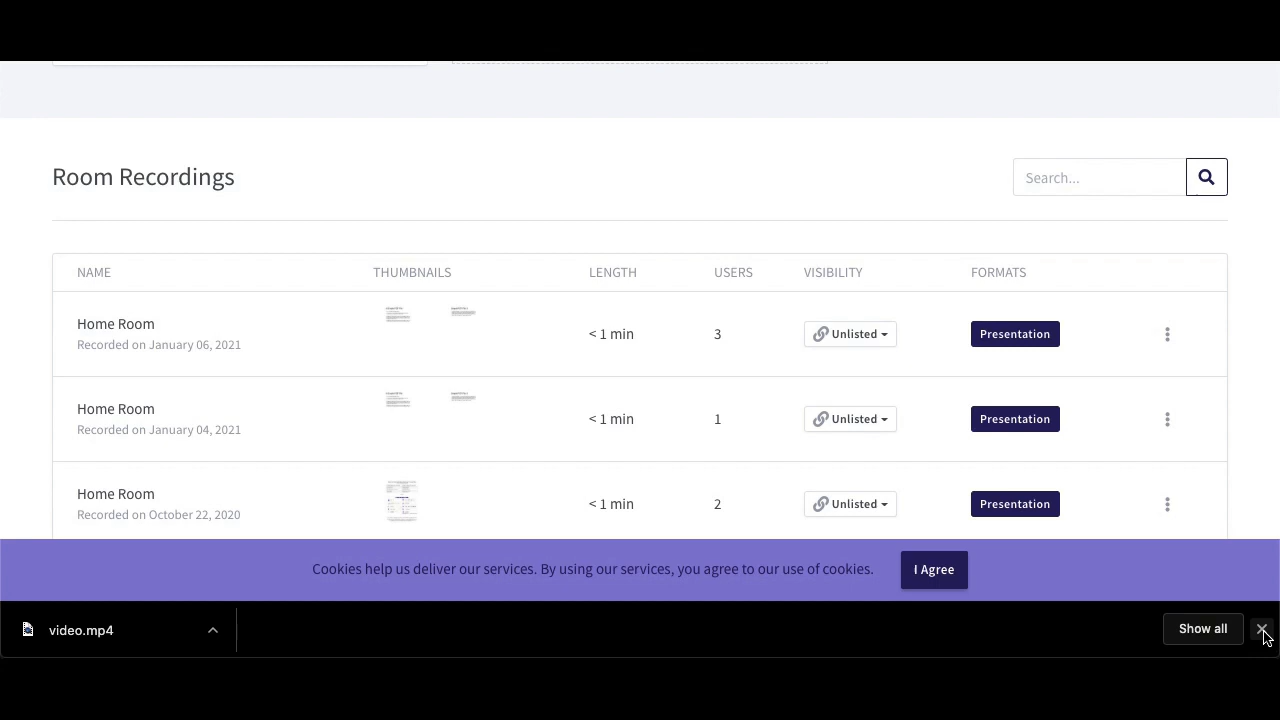 Room Recordings
Search...
NAME THUMBNAILS LENGTH USERS VISIBILITY FORMATS
Home Room
Recorded on January 06, 2021
< 1 min 3 Unlisted Presentation
Home Room
Recorded on January 04, 2021
< 1 min 1 Unlisted Presentation
Home Room
Recorded on October 22, 2020
< 1 min 2 Unlisted Presentation
Cookies help us deliver our services. By using our services, you agree to our use of cookies. I Agree
video.mp4 Show all